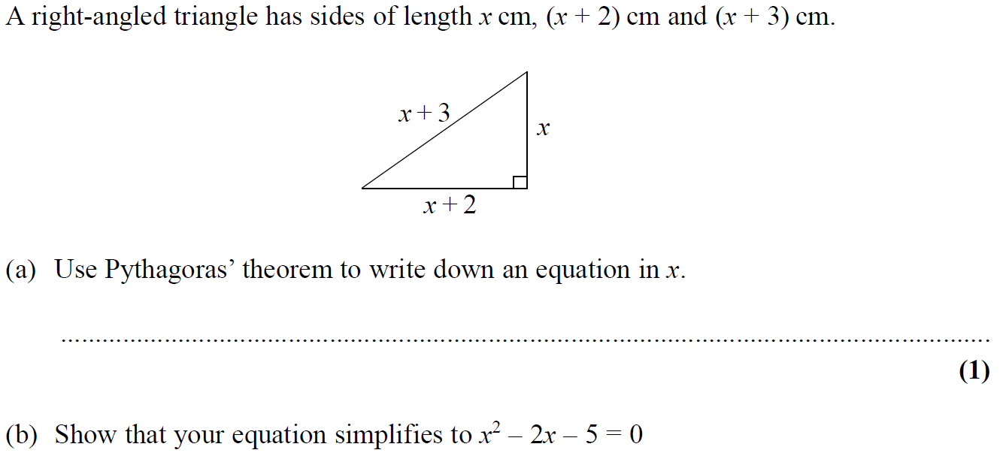 A right-angled triangle has sides of length x cm, (x + 2) cm and (x + 3) cm.
x + 3
x
x + 2
(a) Use Pythagoras’ theorem to write down an equation in x.
................................................................................................................................
(1)
(b) Show that your equation simplifies to x² – 2x – 5 = 0